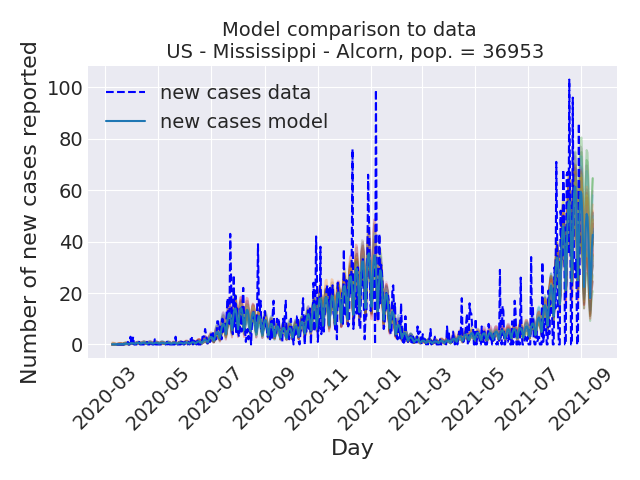 Model comparison to data
US - Mississippi - Alcorn, pop. = 36953
Number of new cases reported
100
80
60
40
20
0
new cases data
new cases model
2020-03
2020-05
2020-07
2020-09
2020-11
2021-01
2021-03
2021-05
2021-07
2021-09
Day